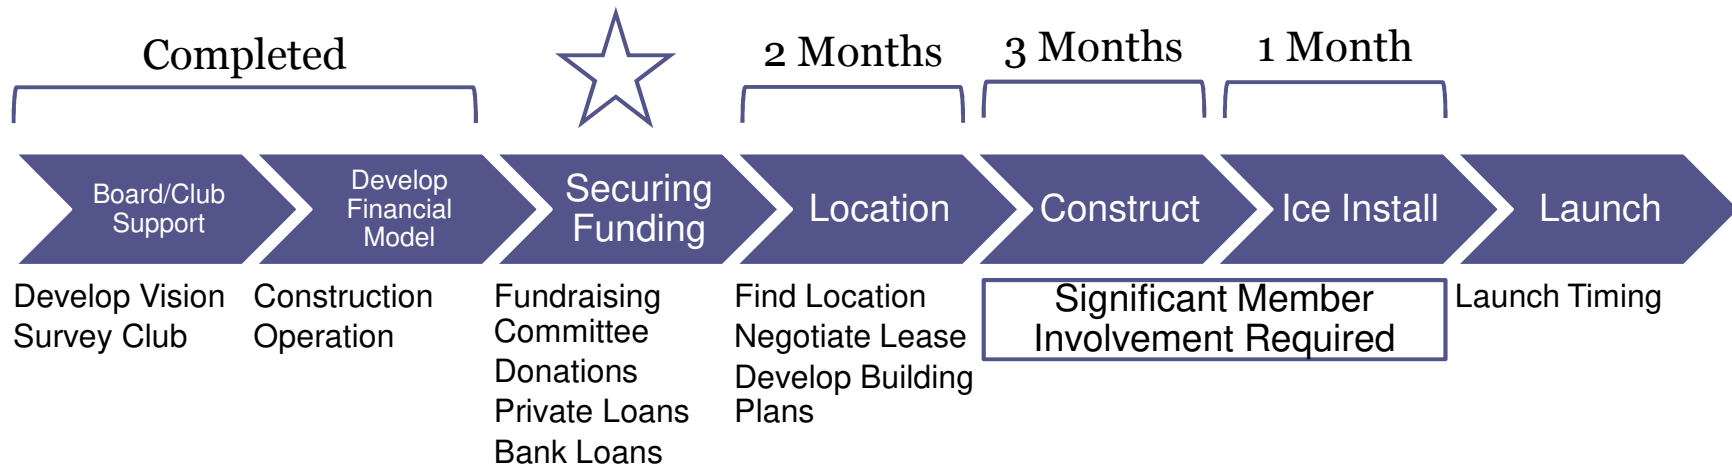 Completed
2 Months
3 Months
1 Month
Board/Club
Support
Develop
Financial
Model
Securing
Funding
Location
Construct
Ice Install
Launch
Develop Vision
Survey Club
Construction
Operation
Fundraising
Committee
Donations
Private Loans
Bank Loans
Find Location
Negotiate Lease
Develop Building
Plans
Significant Member
Involvement Required
Launch Timing